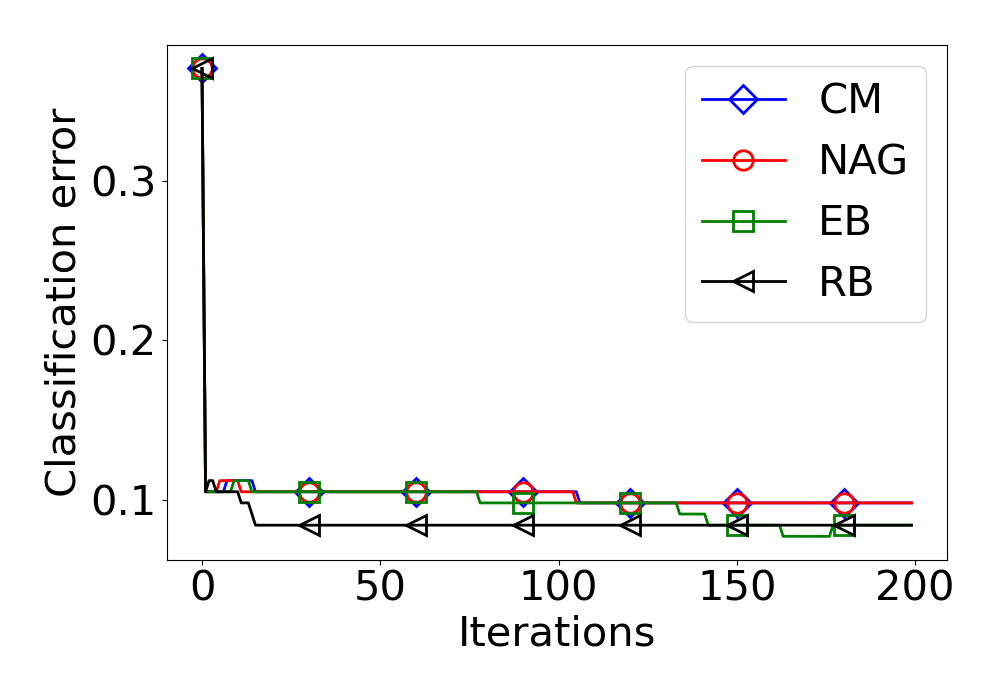 Classification error
0.3
0.2
0.1
0
50
100
150
200
Iterations
CM
NAG
EB
RB